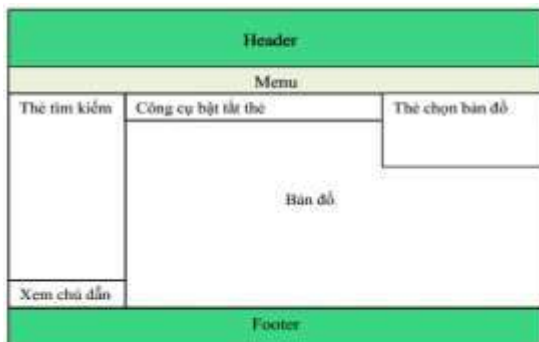 Header
Menu
Thẻ tìm kiếm
Công cụ bật tắt thẻ
Thẻ chọn bản đồ
Bản đồ
Xem chú dẫn
Footer